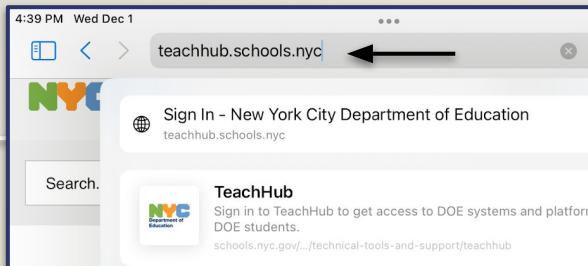 4:39 PM Wed Dec 1
teachhub.schools.nyc
NYC
Sign In - New York City Department of Education
teachhub.schools.nyc
Search.
TeachHub
NYC
Department of
Education
Sign in to TeachHub to get access to DOE systems and platform
DOE students.
schools.nyc.gov/.../technical-tools-and-support/teachhub